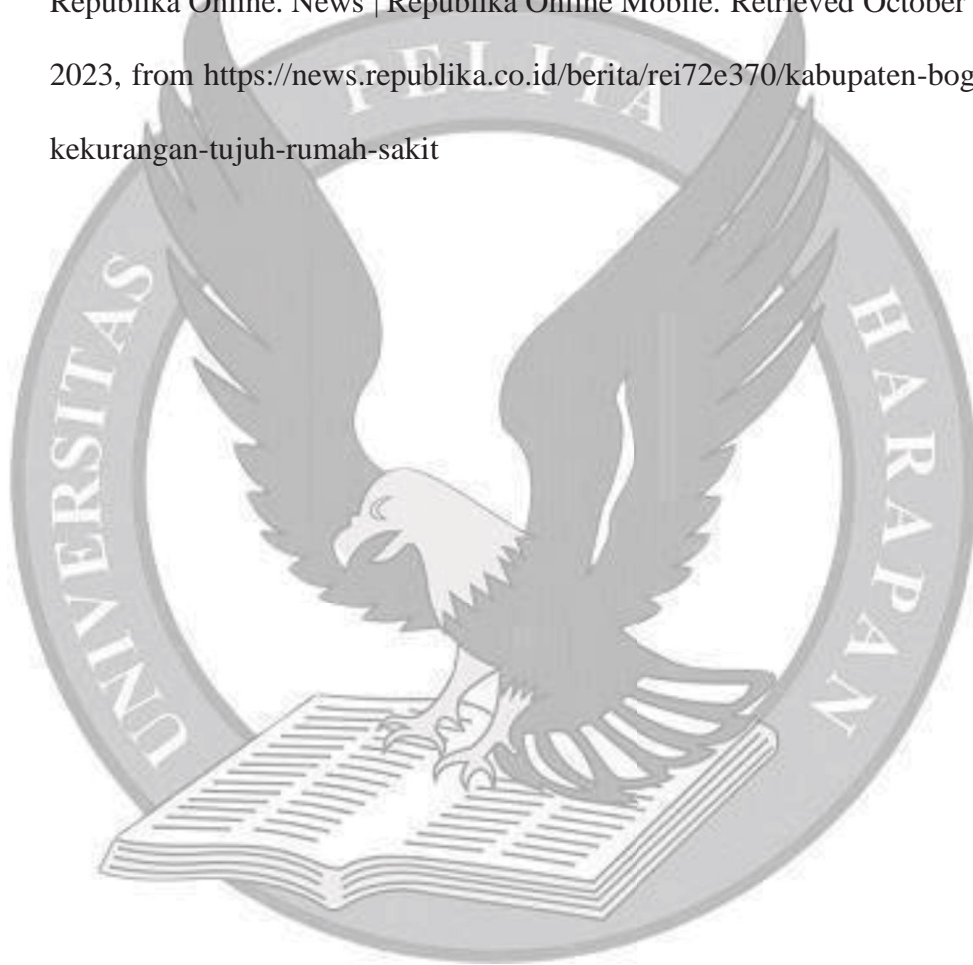 Republika Online. News | Republika Online Mobile. Retrieved October
2023, from https://news.republika.co.id/berita/rei72e370/kabupaten-bog
kekurangan-tujuh-rumah-sakit
PELITA
UNIVERSITAS
HARAPAN